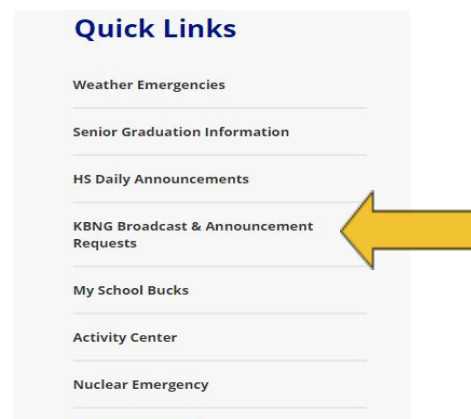 Quick Links
Weather Emergencies
Senior Graduation Information
HS Daily Announcements
KBNG Broadcast & Announcement
Requests
My School Bucks
Activity Center
Nuclear Emergency